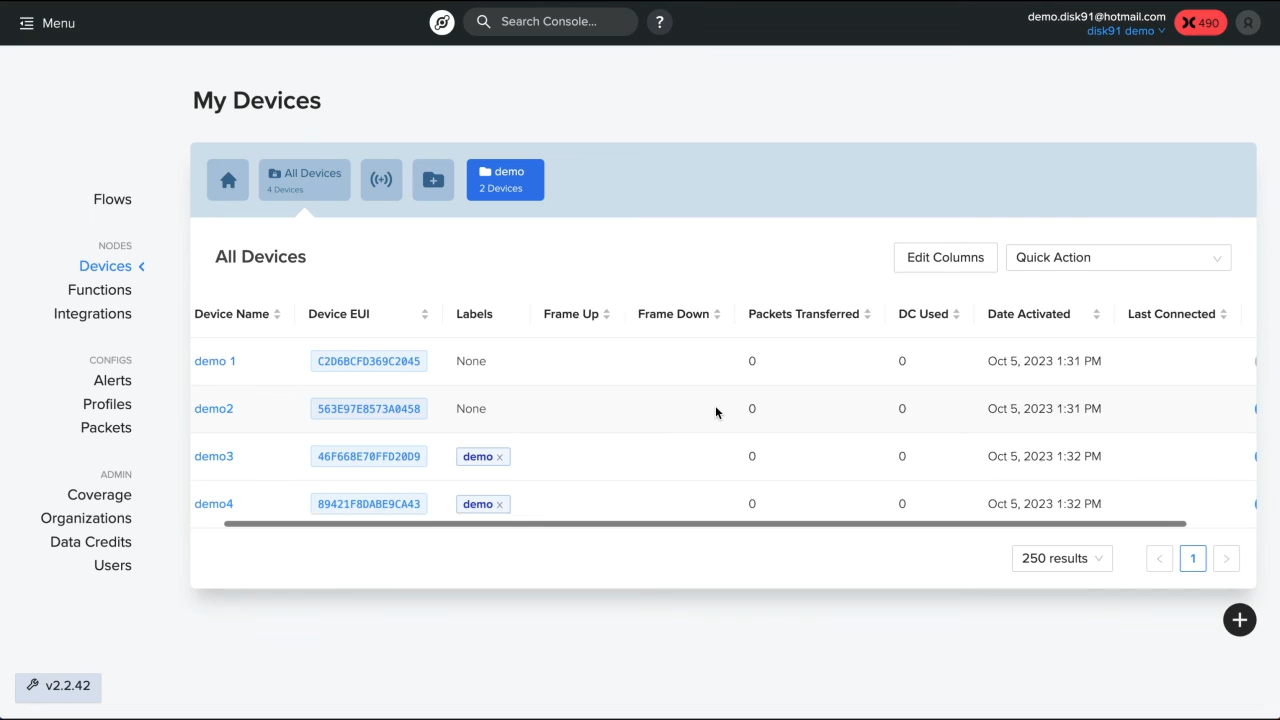 Menu
Search Console...
?
demo.disk91@hotmail.com
disk91 demo
490
My Devices
All Devices
4 Devices
demo
2 Devices
Flows
NODES
Devices
Functions
Integrations
CONFIGS
Alerts
Profiles
Packets
ADMIN
Coverage
Organizations
Data Credits
Users
All Devices
Edit Columns
Quick Action
Device Name Device EUI Labels Frame Up Frame Down Packets Transferred DC Used Date Activated Last Connected
demo 1 C2D6BCFD369C2045 None 0 0 Oct 5, 2023 1:31 PM
demo2 563E97E8573A0458 None 0 0 Oct 5, 2023 1:31 PM
demo3 46F668E70FFD20D9 demo x 0 0 Oct 5, 2023 1:32 PM
demo4 89421F8DABE9CA43 demo x 0 0 Oct 5, 2023 1:32 PM
250 results
< 1 >
+
v2.2.42